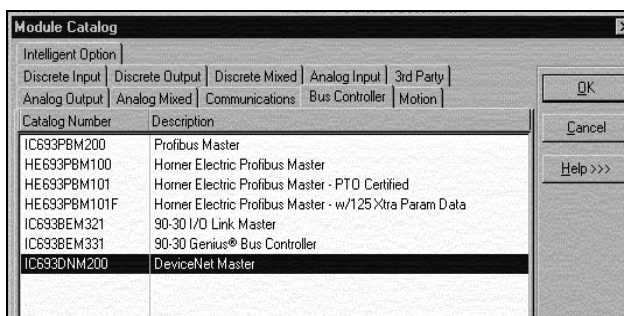 Module Catalog
Intelligent Option
Discrete Input Discrete Output Discrete Mixed Analog Input 3rd Party
Analog Output Analog Mixed Communications Bus Controller Motion
Catalog Number Description
IC693PBM200 Profibus Master
HE693PBM100 Horner Electric Profibus Master
HE693PBM101 Horner Electric Profibus Master - PTO Certified
HE693PBM101F Horner Electric Profibus Master - w/125 Xtra Param Data
IC693BEM321 90-30 I/O Link Master
IC693BEM331 90-30 Genius® Bus Controller
IC693DNM200 DeviceNet Master
OK
Cancel
Help >>>